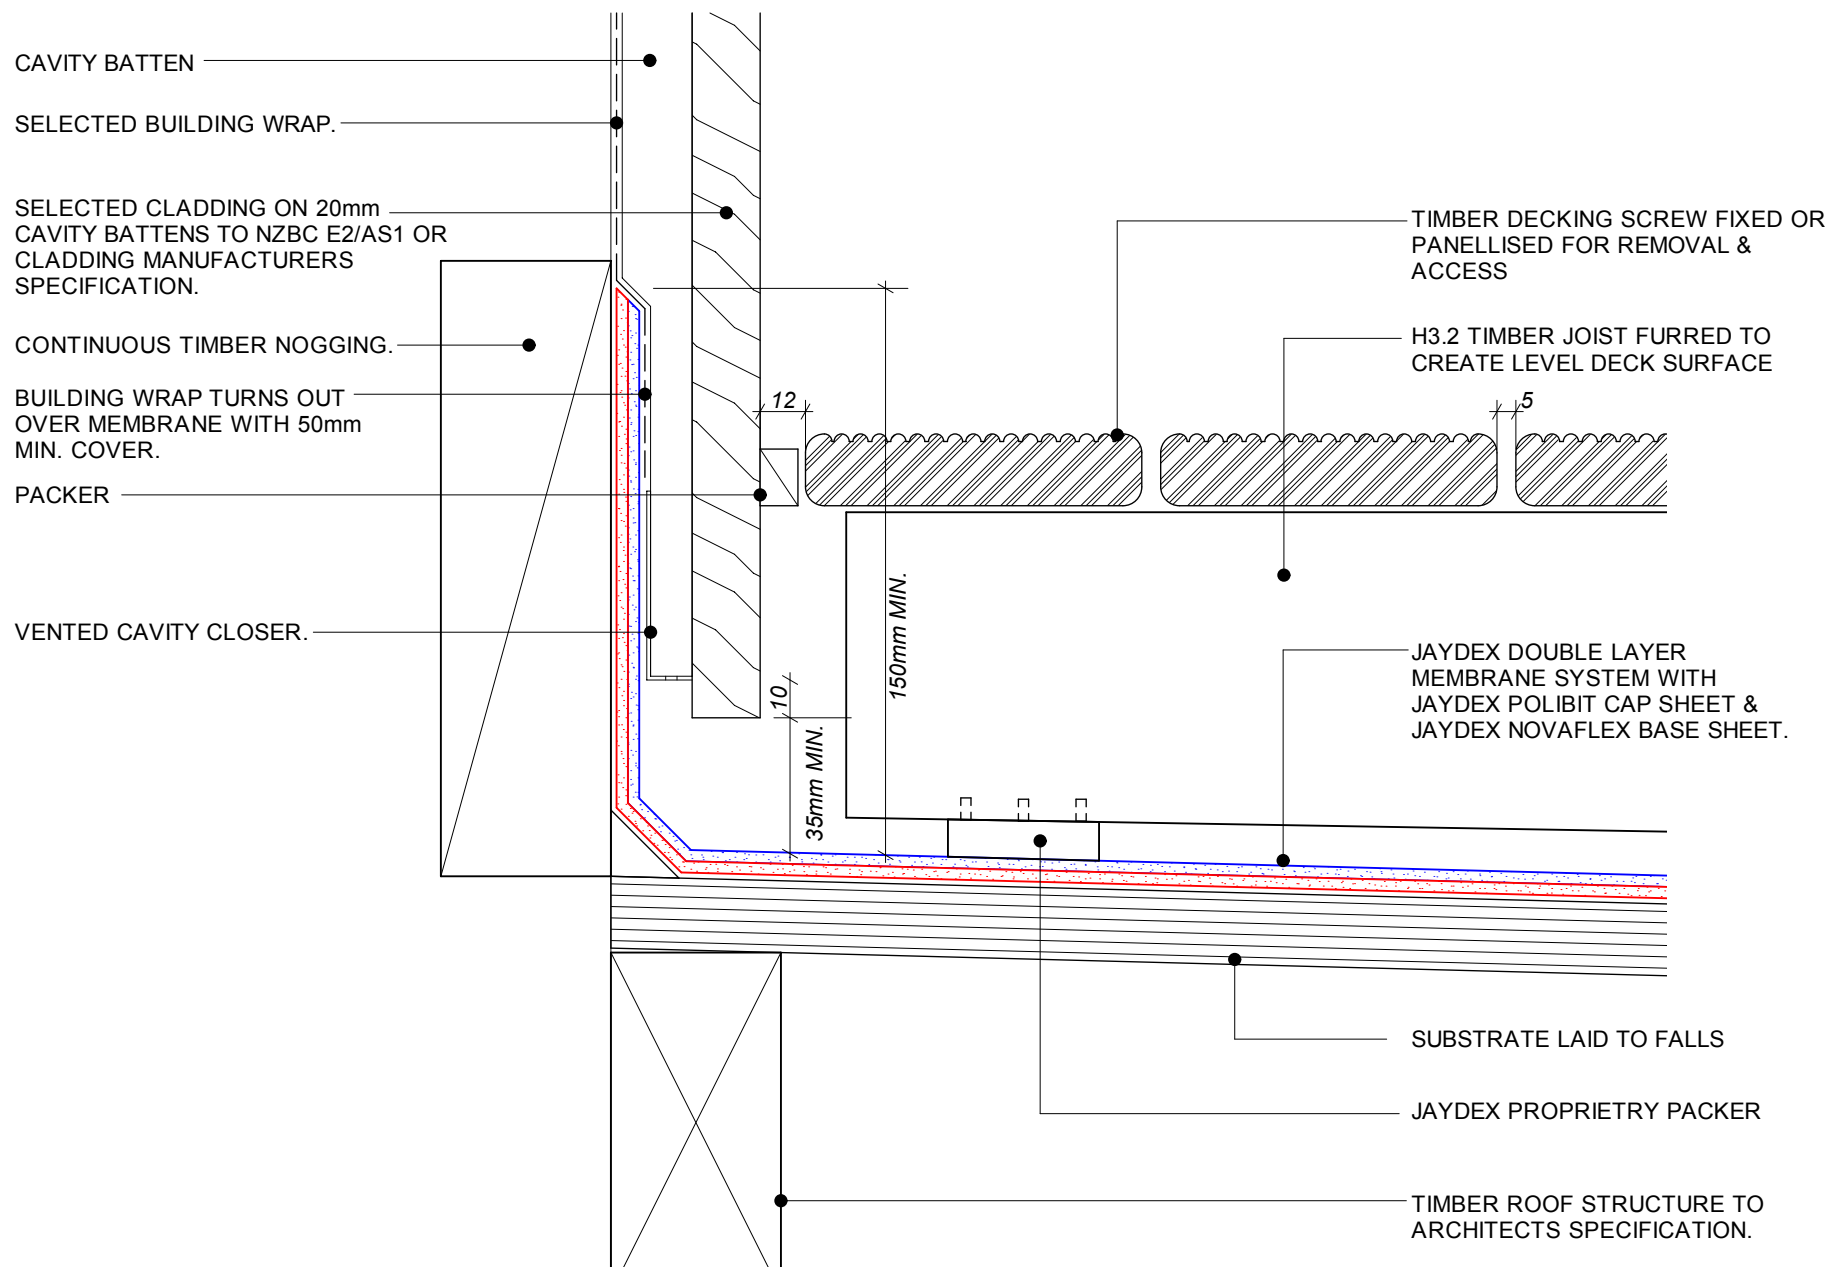 CAVITY BATTEN
SELECTED BUILDING WRAP.
SELECTED CLADDING ON 20mm
CAVITY BATTENS TO NZBC E2/AS1 OR
CLADDING MANUFACTURERS
SPECIFICATION.
CONTINUOUS TIMBER NOGGING.
BUILDING WRAP TURNS OUT
OVER MEMBRANE WITH 50mm
MIN. COVER.
PACKER
VENTED CAVITY CLOSER.
12
5
150mm MIN.
10
35mm MIN.
TIMBER DECKING SCREW FIXED OR
PANELLISED FOR REMOVAL &
ACCESS
H3.2 TIMBER JOIST FURRED TO
CREATE LEVEL DECK SURFACE
JAYDEX DOUBLE LAYER
MEMBRANE SYSTEM WITH
JAYDEX POLIBIT CAP SHEET &
JAYDEX NOVAFLEX BASE SHEET.
SUBSTRATE LAID TO FALLS
JAYDEX PROPRIETRY PACKER
TIMBER ROOF STRUCTURE TO
ARCHITECTS SPECIFICATION.